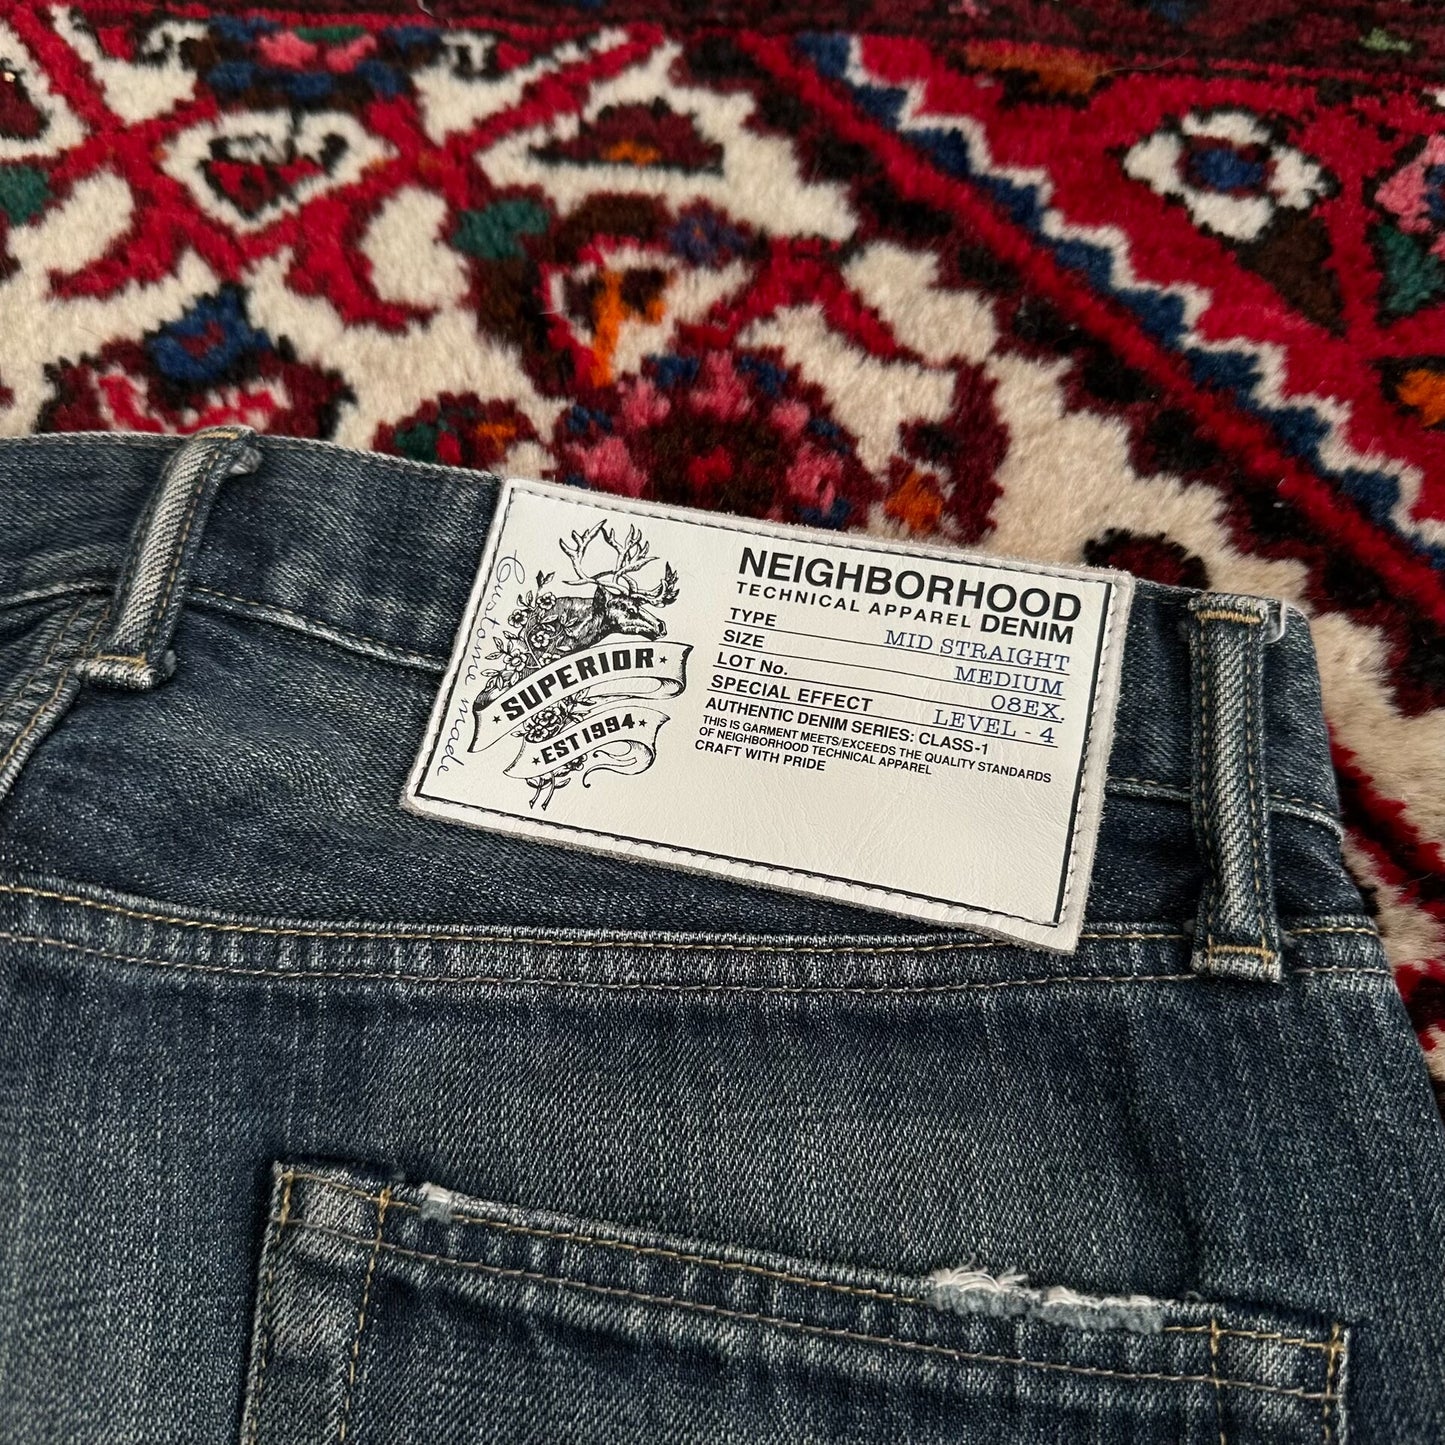 Custome made
★SUPERIOR★
★EST 1994★
NEIGHBORHOOD
TECHNICAL APPAREL DENIM
TYPE MID STRAIGHT
SIZE MEDIUM
LOT No. 08EX.
SPECIAL EFFECT LEVEL - 4
AUTHENTIC DENIM SERIES: CLASS-1
THIS IS GARMENT MEETS/EXCEEDS THE QUALITY STANDARDS
OF NEIGHBORHOOD TECHNICAL APPAREL
CRAFT WITH PRIDE